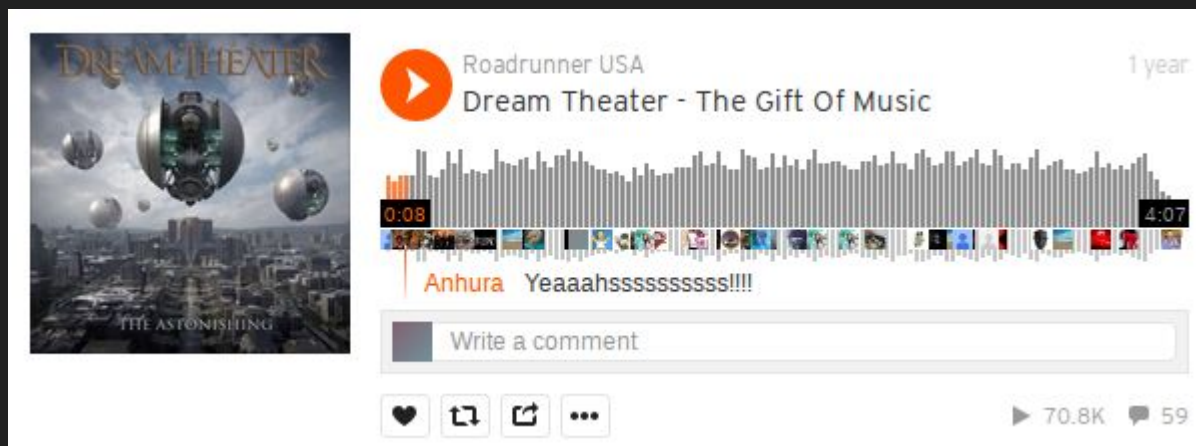 DREAM THEATER
THE ASTONISHING
Roadrunner USA
1 year
Dream Theater - The Gift Of Music
0:08
4:07
Anhura Yeaaahssssssssss!!!!
Write a comment
70.8K
59